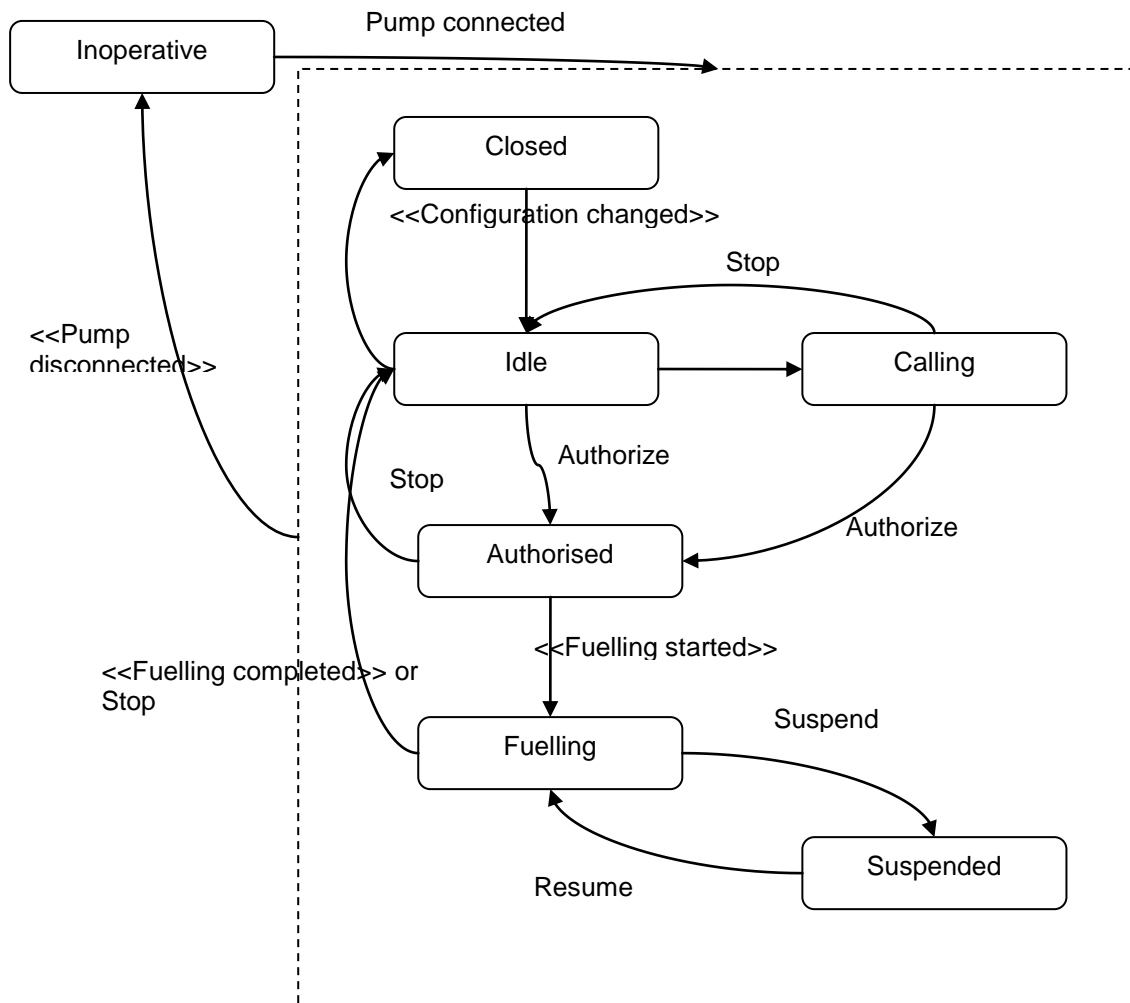 Pump connected
Inoperative
Closed
<<Configuration changed>>
Stop
<<Pump
disconnected>>
Idle
Calling
Authorize
Stop
Authorize
Authorised
<<Fuelling started>>
<<Fuelling completed>> or
Stop
Suspend
Fuelling
Suspended
Resume